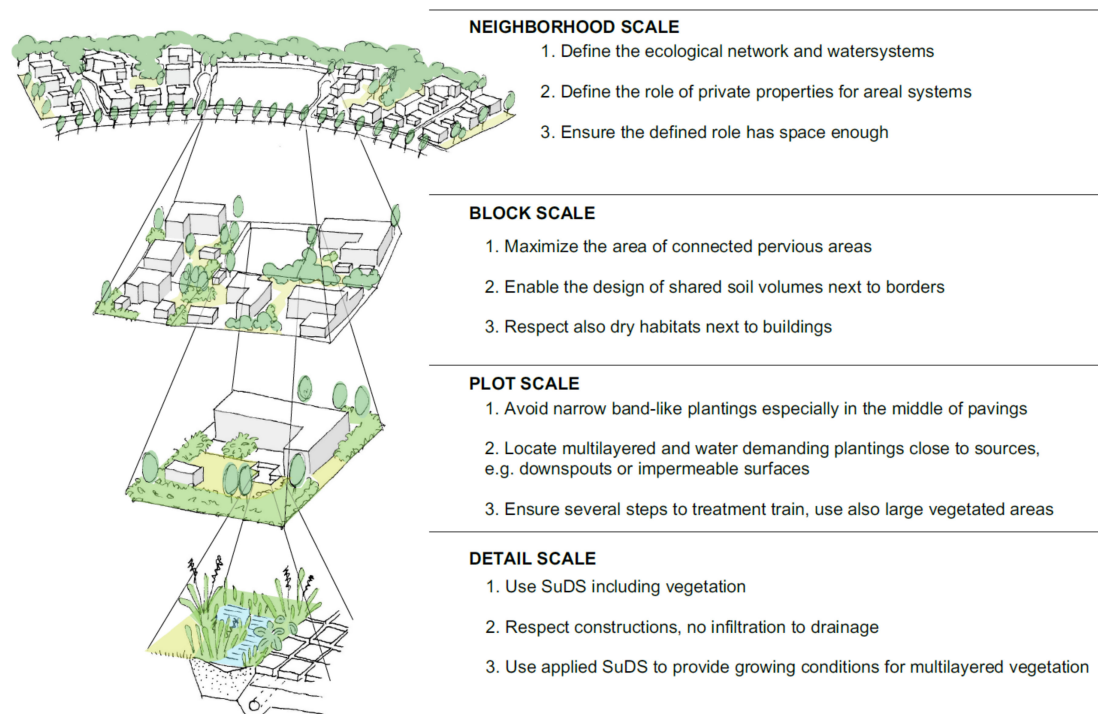 NEIGHBORHOOD SCALE
1. Define the ecological network and watersystems
2. Define the role of private properties for areal systems
3. Ensure the defined role has space enough
BLOCK SCALE
1. Maximize the area of connected pervious areas
2. Enable the design of shared soil volumes next to borders
3. Respect also dry habitats next to buildings
PLOT SCALE
1. Avoid narrow band-like plantings especially in the middle of pavings
2. Locate multilayered and water demanding plantings close to sources,
e.g. downspouts or impermeable surfaces
3. Ensure several steps to treatment train, use also large vegetated areas
DETAIL SCALE
1. Use SuDS including vegetation
2. Respect constructions, no infiltration to drainage
3. Use applied SuDS to provide growing conditions for multilayered vegetation